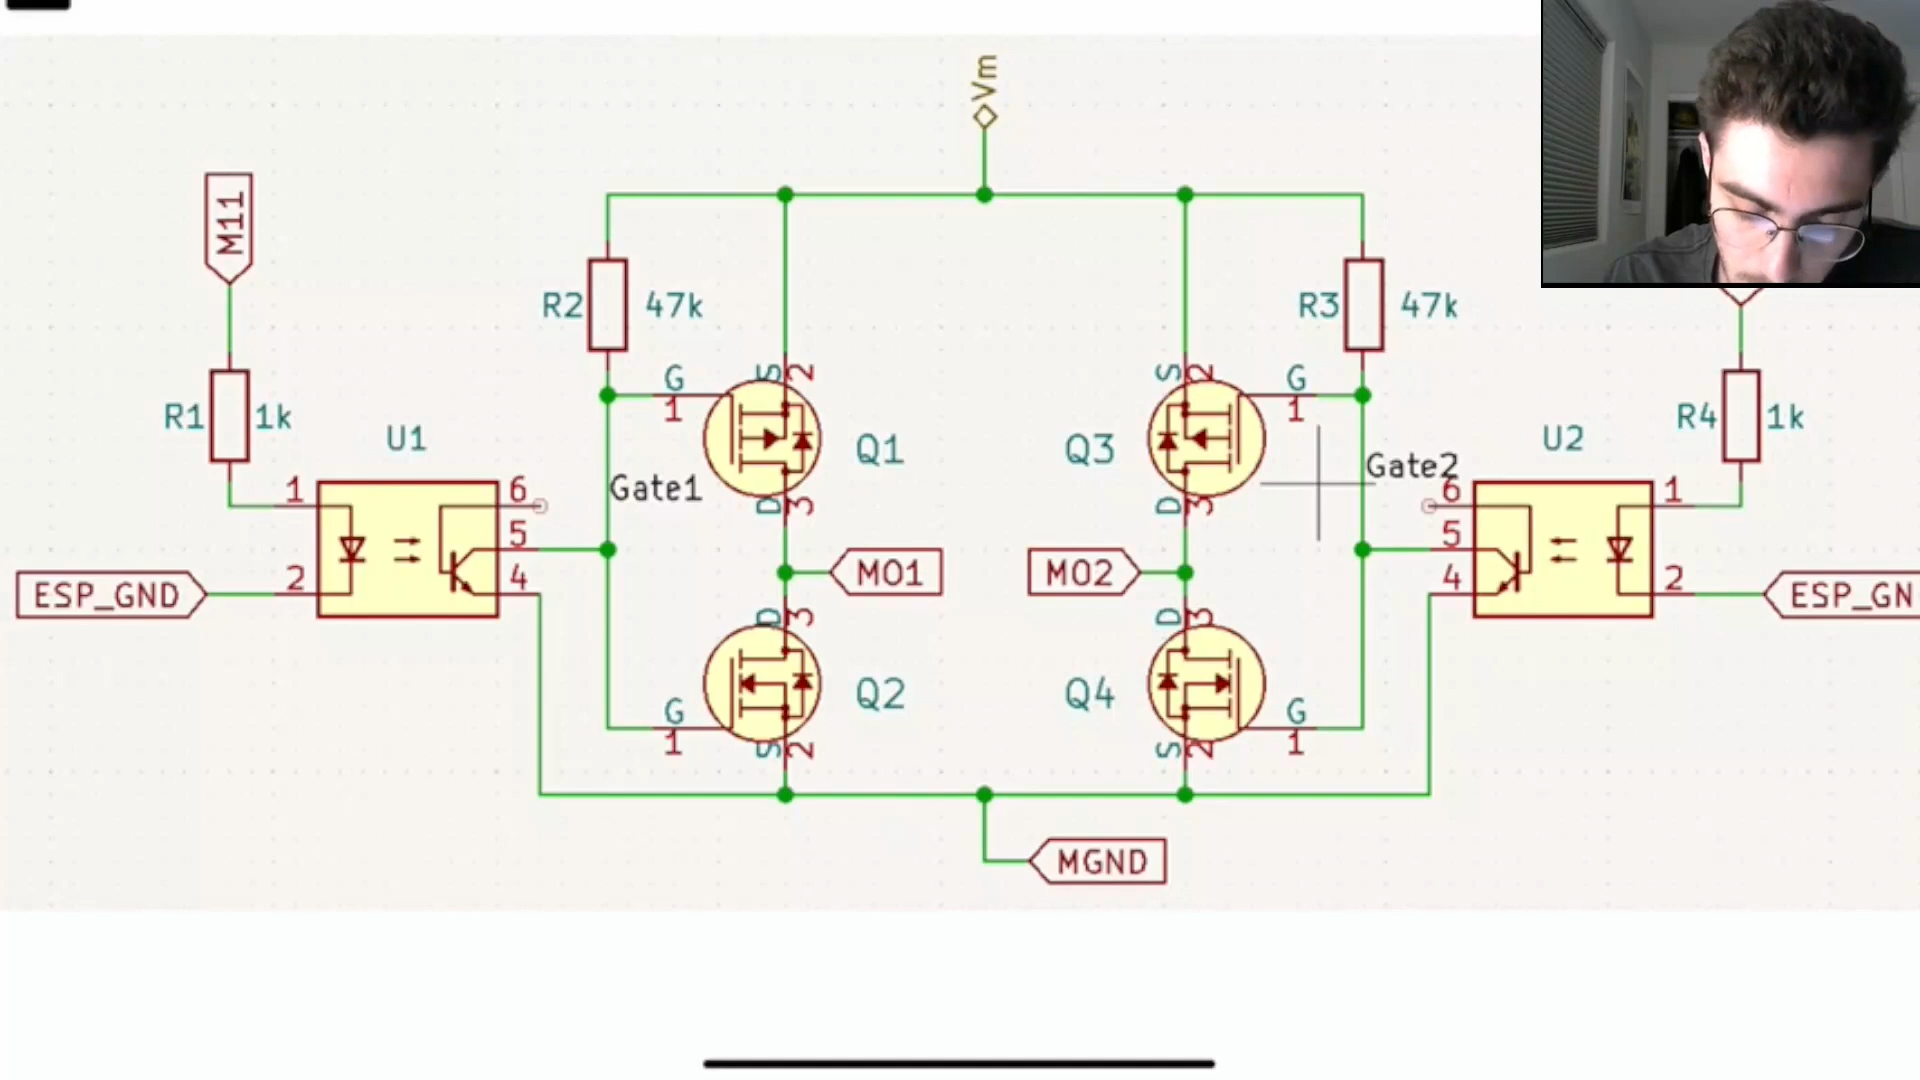 Vm
M11
R2 47k
R3 47k
R1 1k
U1
1
2
6
5
4
ESP_GND
G
1
S
2
Q1
D
3
Gate1
MO1
D
3
Q2
G
1
S
2
S
2
G
1
Q3
D
3
MO2
D
3
Q4
G
1
S
2
Gate2
U2
6
5
4
1
2
R4 1k
ESP_GN
MGND